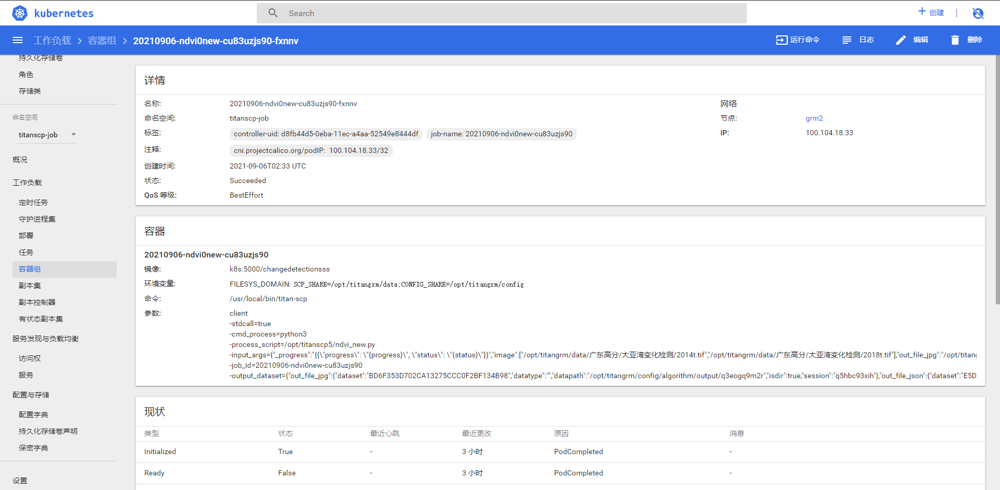 kubernetes
Search
创建
工作负载 容器组 20210906-ndvi0new-cu83uzjs90-fxnnv
运行命令 日志 编辑 删除
持久化存储卷
角色
存储类
命名空间
titanscp-job
概况
工作负载
定时任务
守护进程集
部署
任务
容器组
副本集
副本控制器
有状态副本集
服务发现与负载均衡
访问权
服务
配置与存储
配置字典
持久化存储卷声明
保密字典
设置
详情
名称: 20210906-ndvi0new-cu83uzjs90-fxnnv
命名空间: titanscp-job
标签: controller-uid: d8fb44d5-0eba-11ec-a4aa-52549e8444df job-name: 20210906-ndvi0new-cu83uzjs90
注释: cni.projectcalico.org/podIP: 100.104.18.33/32
创建时间: 2021-09-06T02:33 UTC
状态: Succeeded
QoS 等级: BestEffort
网络
节点: grm2
IP: 100.104.18.33
容器
20210906-ndvi0new-cu83uzjs90
镜像: k8s:5000/changedetectionsss
环境变量: FILESYS_DOMAIN: SCP_SHARE=/opt/titangrm/data;CONFIG_SHARE=/opt/titangrm/config
命令: /usr/local/bin/titan-scp
参数: client
-stdcall=true
-cmd_process=python3
-process_script=/opt/titanscp5/ndvi_new.py
-input_args={"_progress":"{{\"progress\": \"{progress}\", \"status\": \"{status}\"}}","image":["/opt/titangrm/data/广东高分/大亚湾变化检测/2014t.tif","/opt/titangrm/data/广东高分/大亚湾变化检测/2018t.tif"],"out_file_jpg":"/opt/titang
-job_id=20210906-ndvi0new-cu83uzjs90
-output_dataset={"out_file_jpg":{"dataset":"BD6F353D702CA13275CCC0F2BF134B98","datatype":"","datapath":"/opt/titangrm/config/algorithm/output/q3eogq9m2r","isdir":true,"session":"q5hbc93xih"},"out_file_json":{"dataset":"E5D
现状
类型 状态 最近心跳 最近更改 原因 消息
Initialized True - 3 小时 PodCompleted -
Ready False - 3 小时 PodCompleted -